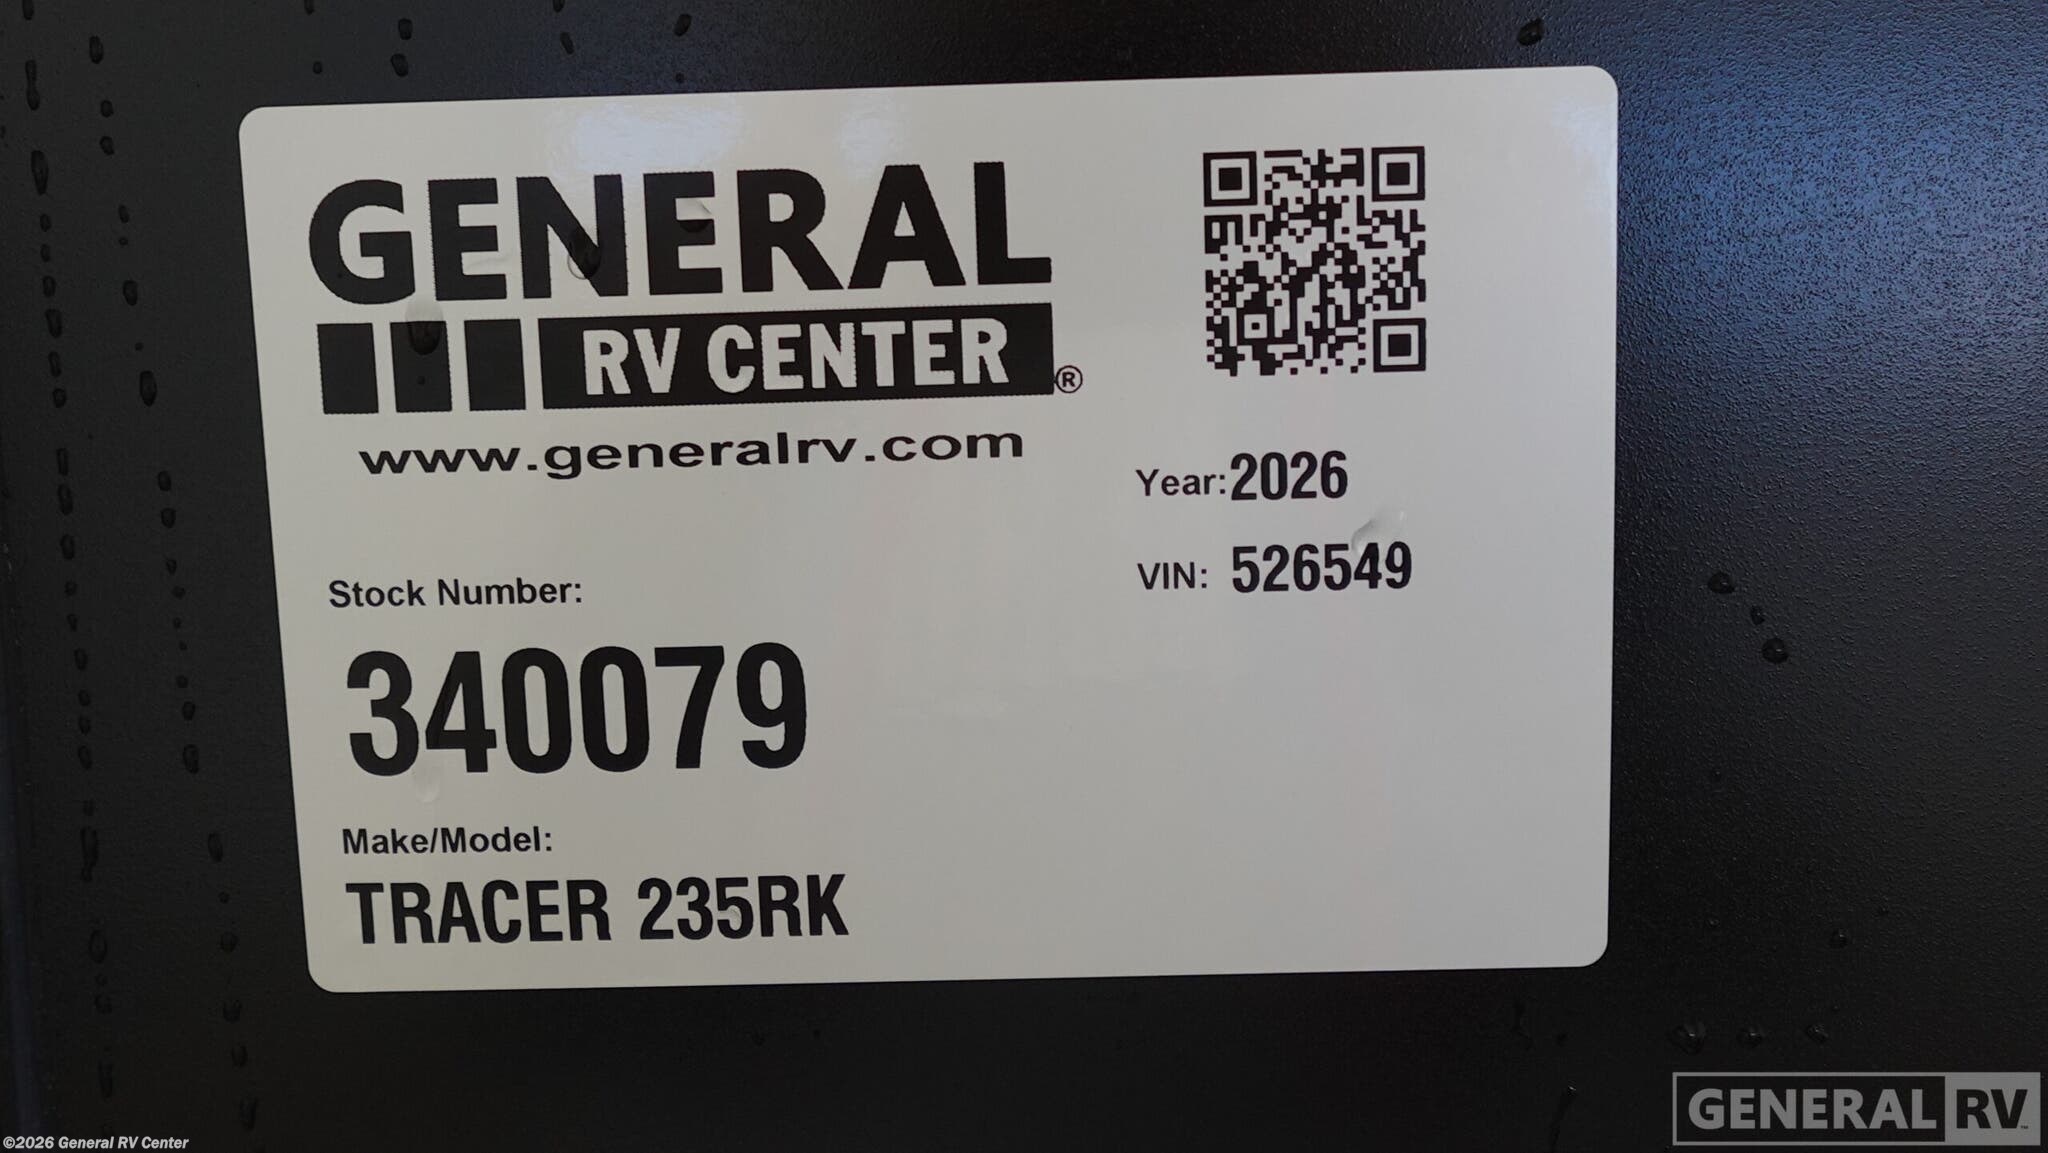 GENERAL
RV CENTER®
www.generalrv.com
Year: 2026
VIN: 526549
Stock Number:
340079
Make/Model:
TRACER 235RK
GENERAL RV™
©2026 General RV Center